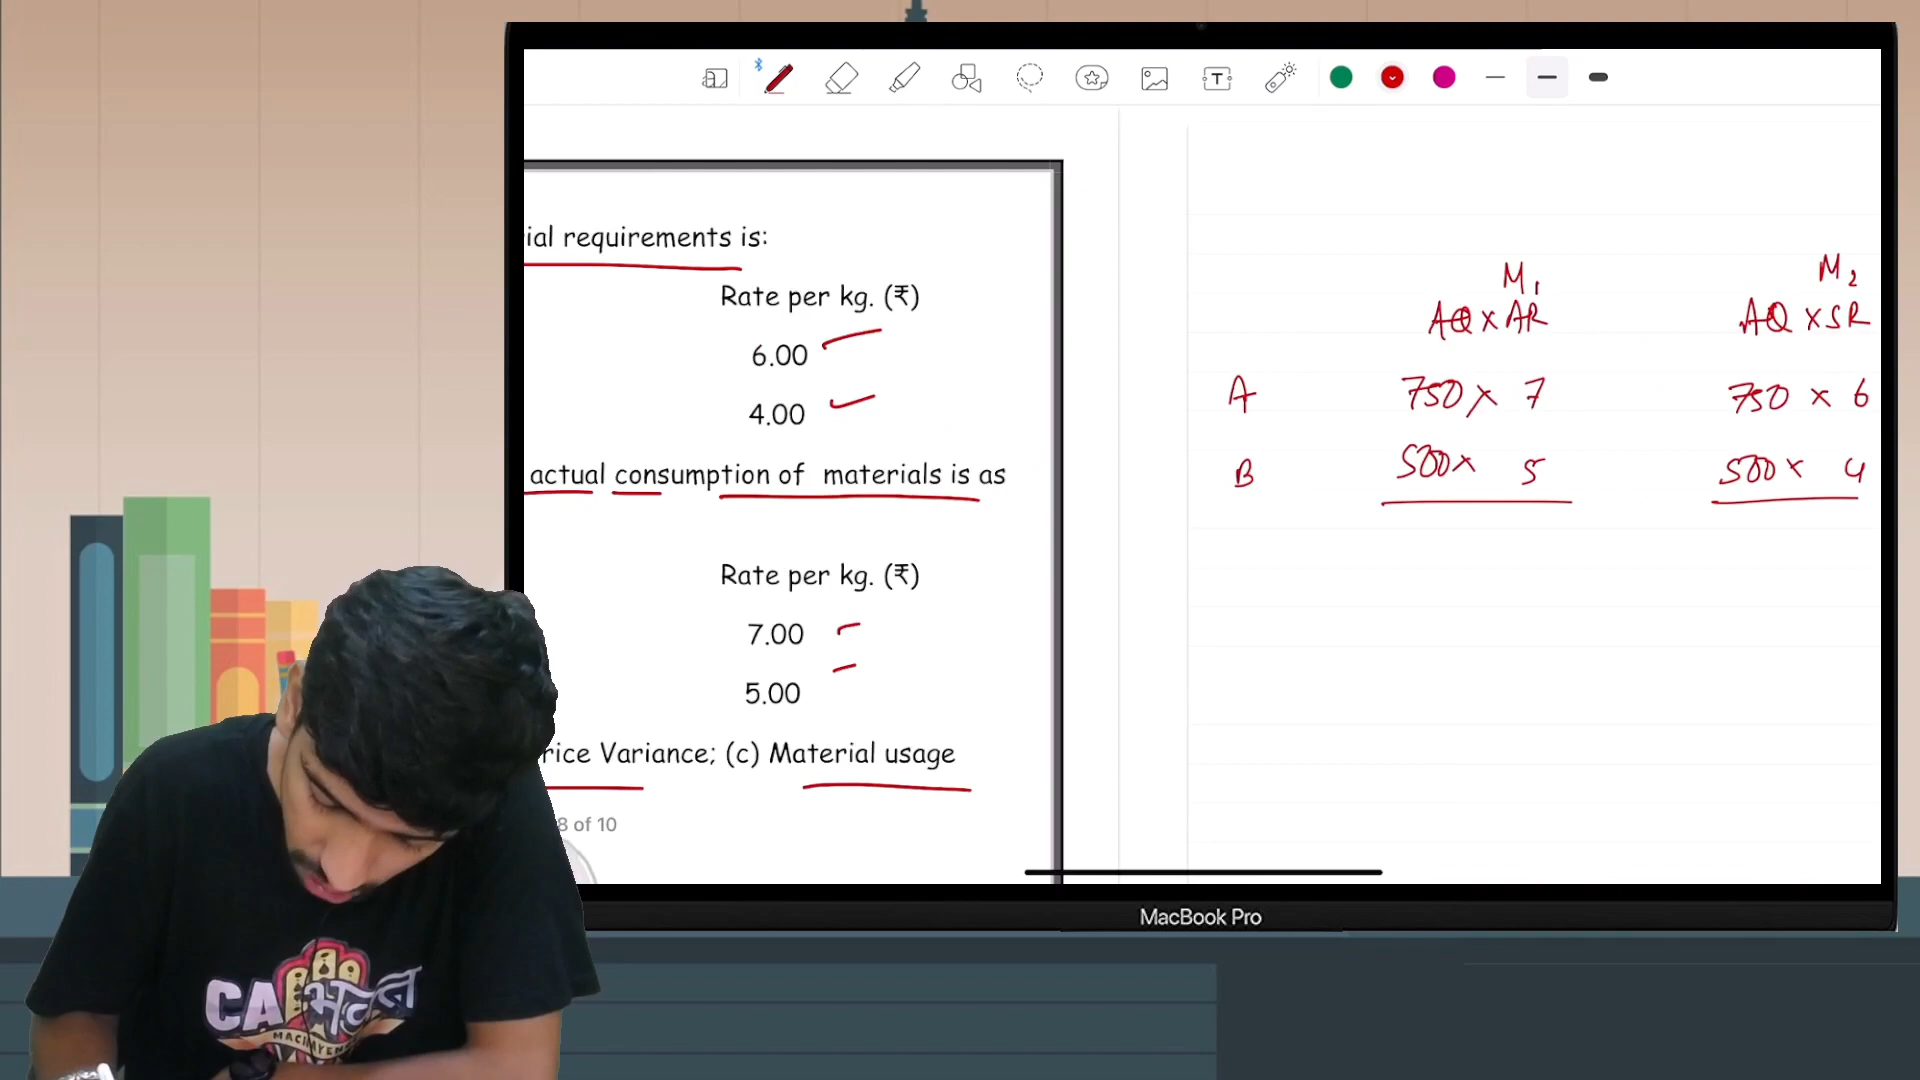 ial requirements is:
Rate per kg. (₹)
6.00
4.00
actual consumption of materials is as
Rate per kg. (₹)
7.00
5.00
rice Variance; (c) Material usage
8 of 10
M1 M2
AQ x AR AQ x SR
A 750 x 7 750 x 6
B 500 x 5 500 x 4
MacBook Pro
CA भगत